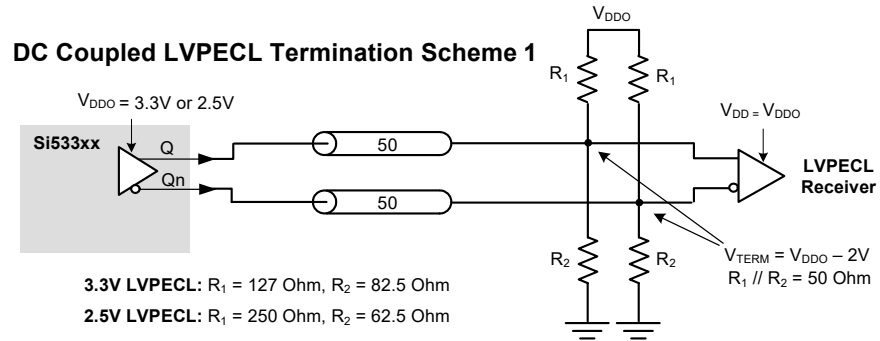 DC Coupled LVPECL Termination Scheme 1
VDDO
R1
R1
VDDO = 3.3V or 2.5V
VDD = VDDO
Si533xx
Q
50
Qn
50
LVPECL
Receiver
R2
R2
VTERM = VDDO – 2V
R1 // R2 = 50 Ohm
3.3V LVPECL: R1 = 127 Ohm, R2 = 82.5 Ohm
2.5V LVPECL: R1 = 250 Ohm, R2 = 62.5 Ohm